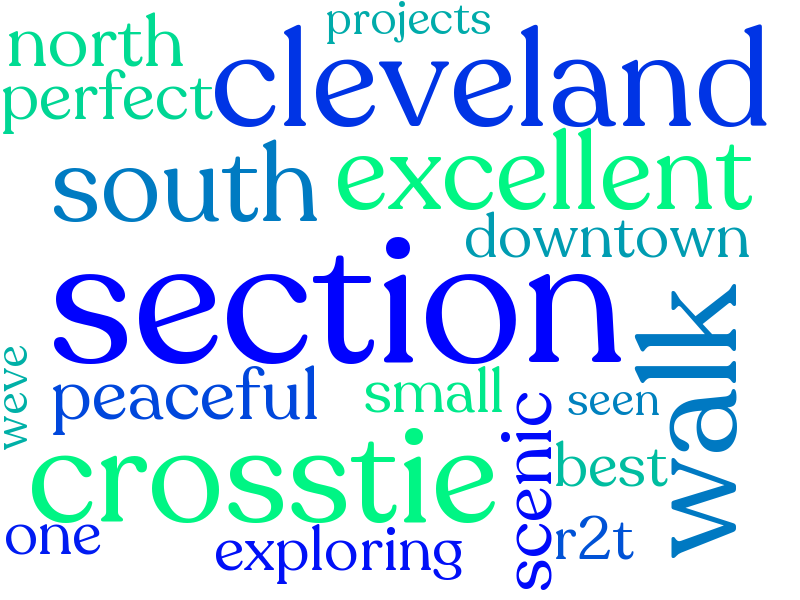 projects
north
cleveland
perfect
excellent
south
downtown
section
walk
weve
peaceful
small
scenic
seen
crosstie
best
one
r2t
exploring